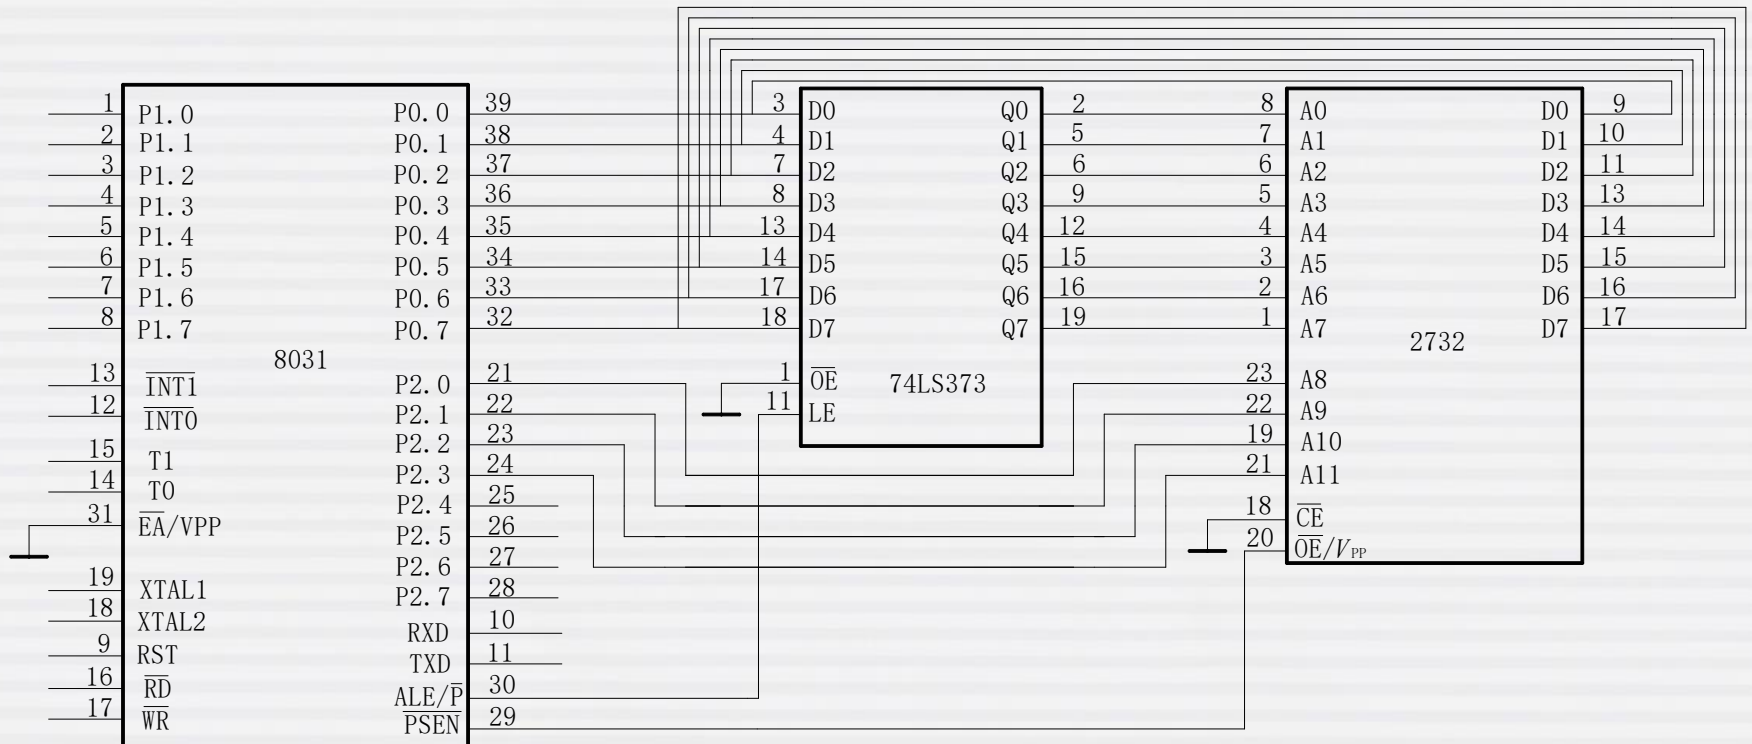 1 P1.0 P0.0 39 3 D0 Q0 2 8 A0 D0 9
2 P1.1 P0.1 38 4 D1 Q1 5 7 A1 D1 10
3 P1.2 P0.2 37 7 D2 Q2 6 6 A2 D2 11
4 P1.3 P0.3 36 8 D3 Q3 9 5 A3 D3 13
5 P1.4 P0.4 35 13 D4 Q4 12 4 A4 D4 14
6 P1.5 P0.5 34 14 D5 Q5 15 3 A5 D5 15
7 P1.6 P0.6 33 17 D6 Q6 16 2 A6 D6 16
8 P1.7 P0.7 32 18 D7 Q7 19 1 A7 D7 17
8031 2732
13 I̅N̅T̅1̅ P2.0 21 1 O̅E̅ 74LS373 23 A8
12 I̅N̅T̅0̅ P2.1 22 11 LE 22 A9
P2.2 23 19 A10
15 T1 P2.3 24 21 A11
14 T0 P2.4 25 18 C̅E̅
31 E̅A̅/VPP P2.5 26 20 O̅E̅/VPP
P2.6 27
19 XTAL1 P2.7 28
18 XTAL2 RXD 10
9 RST TXD 11
16 R̅D̅ ALE/P̅ 30
17 W̅R̅ P̅S̅E̅N̅ 29